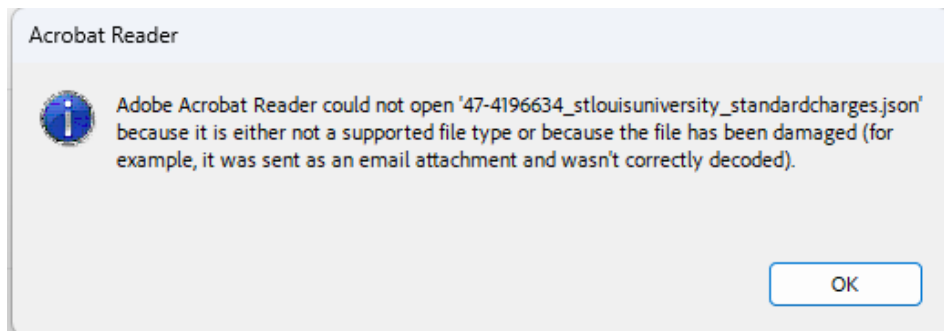 Acrobat Reader
Adobe Acrobat Reader could not open '47-4196634_stlouisuniversity_standardcharges.json'
because it is either not a supported file type or because the file has been damaged (for
example, it was sent as an email attachment and wasn't correctly decoded).
OK